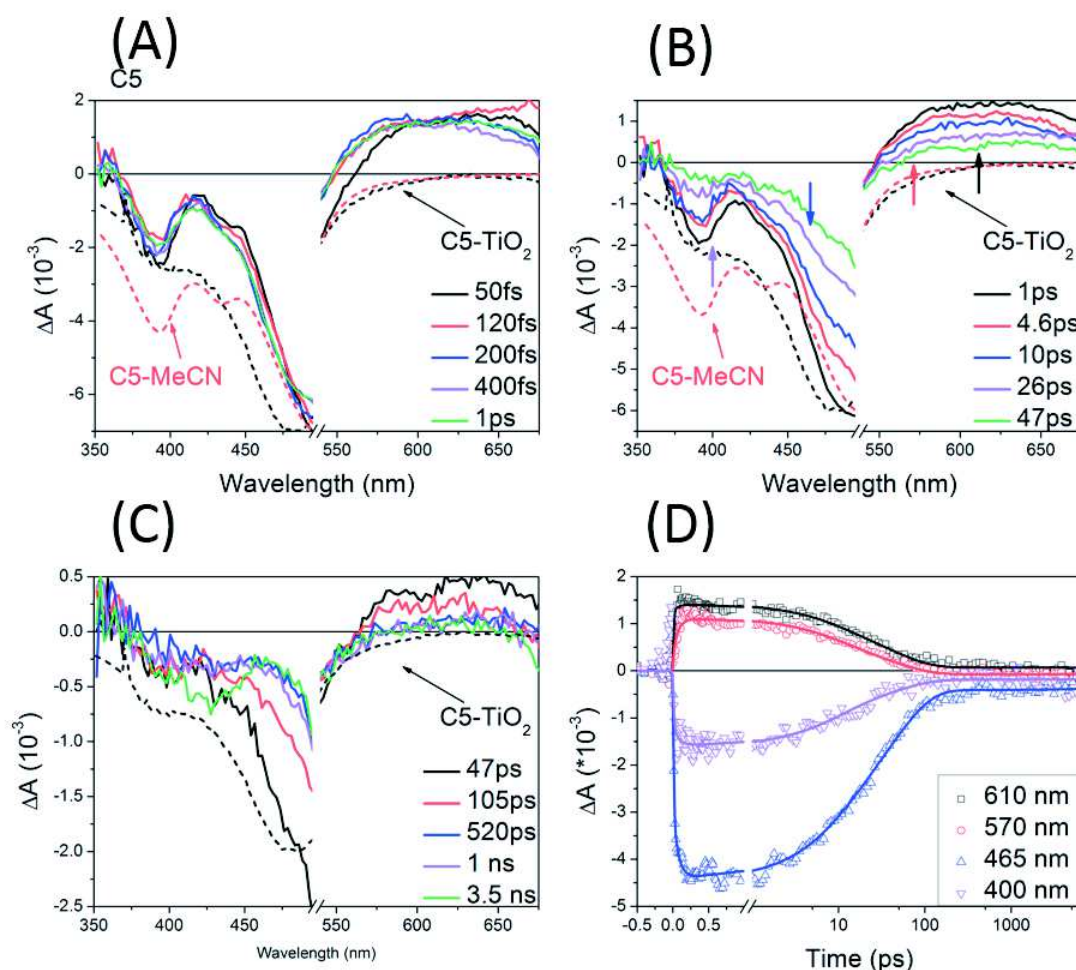 (A)
C5
2
0
-2
-4
-6
ΔA (10⁻³)
C5-TiO₂
C5-MeCN
50fs
120fs
200fs
400fs
1ps
350 400 450 550 600 650
Wavelength (nm)
(B)
1
0
-1
-2
-3
-4
-5
-6
ΔA (10⁻³)
C5-TiO₂
C5-MeCN
1ps
4.6ps
10ps
26ps
47ps
350 400 450 550 600 650
Wavelength (nm)
(C)
0.5
0.0
-0.5
-1.0
-1.5
-2.0
-2.5
ΔA (10⁻³)
C5-TiO₂
47ps
105ps
520ps
1 ns
3.5 ns
350 400 450 550 600 650
Wavelength (nm)
(D)
2
1
0
-1
-2
-3
-4
-5
ΔA (*10⁻³)
610 nm
570 nm
465 nm
400 nm
-0.5 0.0 0.5 10 100 1000
Time (ps)